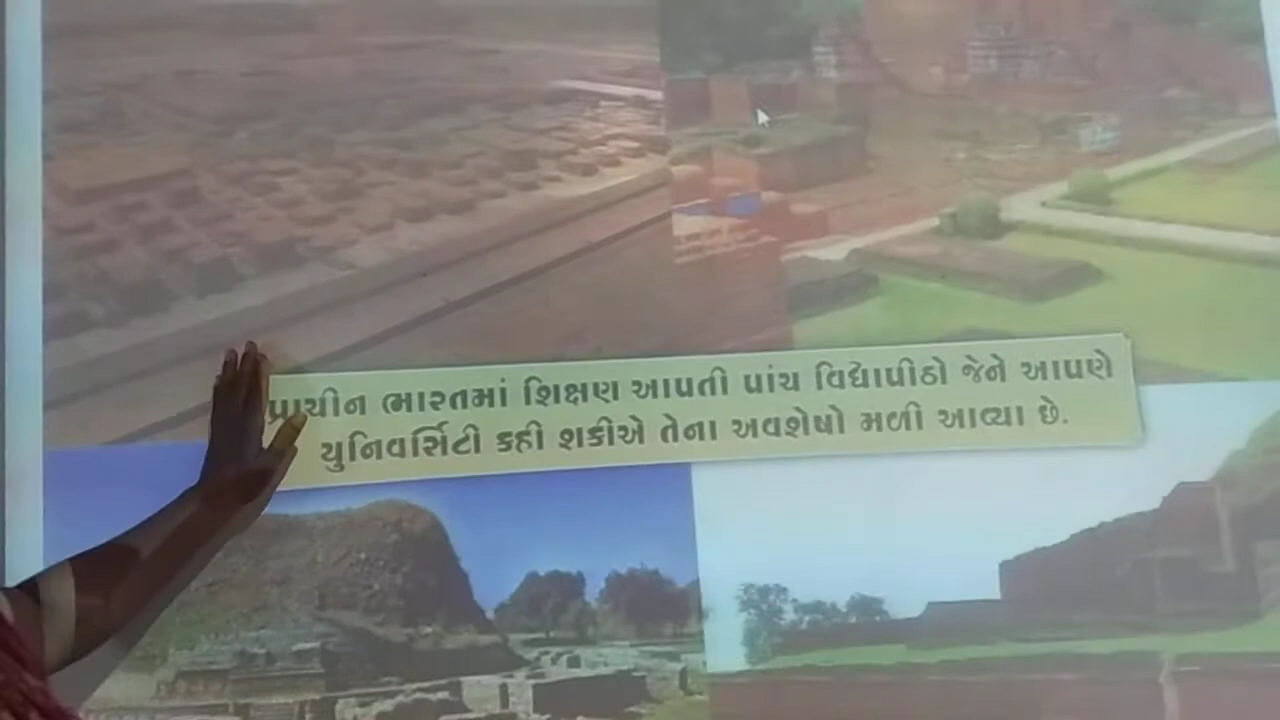 પ્રાચીન ભારતમાં શિક્ષણ આપતી પાંચ વિદ્યાપીઠો જેને આપણે
યુનિવર્સિટી કહી શકીએ તેના અવશેષો મળી આવ્યા છે.